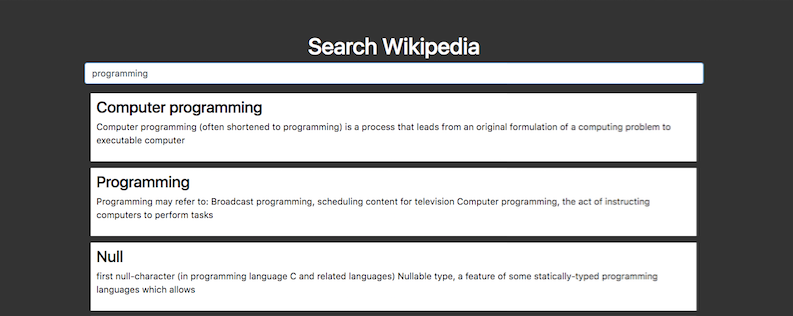 Search Wikipedia
programming
Computer programming
Computer programming (often shortened to programming) is a process that leads from an original formulation of a computing problem to
executable computer
Programming
Programming may refer to: Broadcast programming, scheduling content for television Computer programming, the act of instructing
computers to perform tasks
Null
first null-character (in programming language C and related languages) Nullable type, a feature of some statically-typed programming
languages which allows